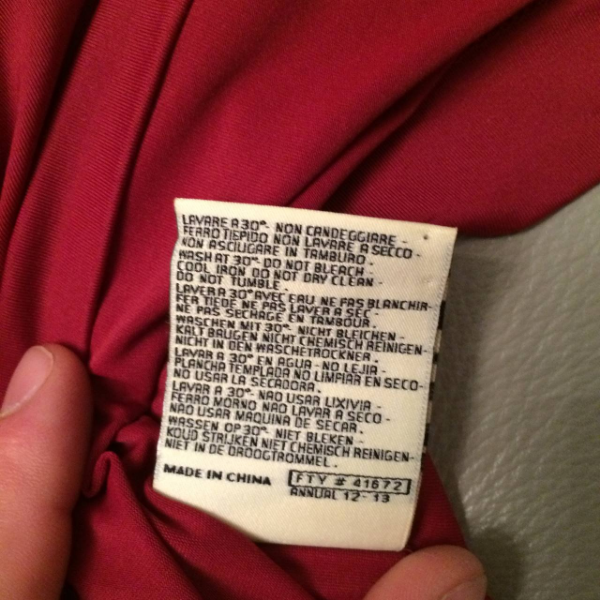 LAVARE A 30°- NON CANDEGGIARE -
FERRO TIEPIDO NON LAVARE A SECCO -
NON ASCIUGARE IN TAMBURO -
WASH AT 30°- DO NOT BLEACH -
COOL IRON DO NOT DRY CLEAN -
DO NOT TUMBLE .
LAVER A 30° AVEC EAU NE PAS BLANCHIR-
FER TIEDE NE PAS LAVER A SEC -
NE PAS SECHAGE EN TAMBOUR.
WASCHEN MIT 30°- NICHT BLEICHEN -
KALT BAUGEN NICHT CHEMISCH REINIGEN-
NICHT IN DEN WASCHETROCKNER .
LAVAR A 30° EN AGUA - NO LEJIA -
PLANCHA TEMPLADA NO LIMPIAR EN SECO-
NO USAR LA SECADORA.
LAVAR A 30°- NAO USAR LIXIVIA -
FERRO MORNO NAO LAVAR A SECO -
NAO USAR MAQUINA DE SECAR.
WASSEN OP 30°- NIET BLEKEN -
KOUD STRIJKEN NIET CHEMISCH REINIGEN-
NIET IN DE DROOGTROMMEL .
MADE IN CHINA
FTY # 41672
ANNUAL 12 - 13